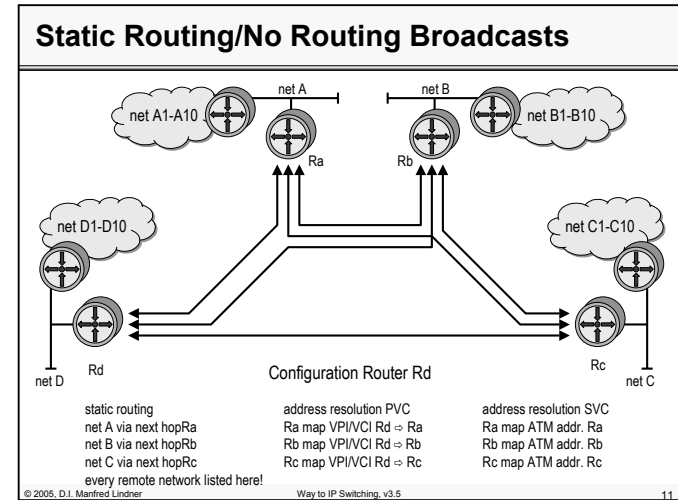 Static Routing/No Routing Broadcasts
net A
net B
net A1-A10
net B1-B10
Ra
Rb
net D1-D10
net C1-C10
Rd
Rc
net D
net C
Configuration Router Rd
static routing
net A via next hopRa
net B via next hopRb
net C via next hopRc
every remote network listed here!
address resolution PVC
Ra map VPI/VCI Rd ⇨ Ra
Rb map VPI/VCI Rd ⇨ Rb
Rc map VPI/VCI Rd ⇨ Rc
address resolution SVC
Ra map ATM addr. Ra
Rb map ATM addr. Rb
Rc map ATM addr. Rc
© 2005, D.I. Manfred Lindner
Way to IP Switching, v3.5
11